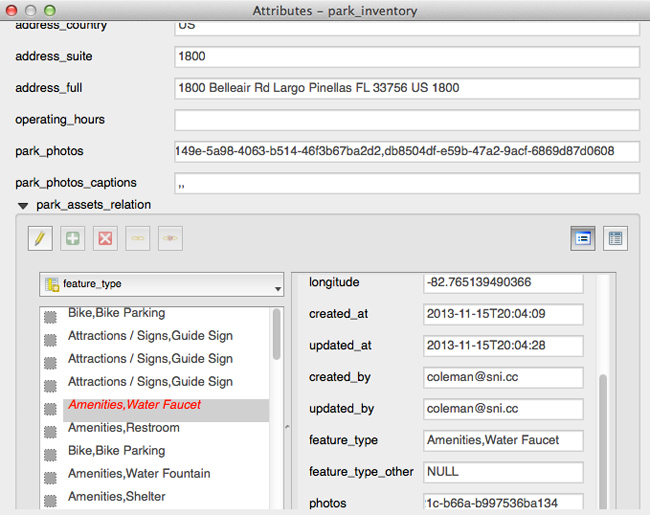 Attributes - park_inventory
address_country US
address_suite 1800
address_full 1800 Belleair Rd Largo Pinellas FL 33756 US 1800
operating_hours
park_photos 149e-5a98-4063-b514-46f3b67ba2d2,db8504df-e59b-47a2-9acf-6869d87d0608
park_photos_captions ,,
park_assets_relation
feature_type
Bike,Bike Parking
Attractions / Signs,Guide Sign
Attractions / Signs,Guide Sign
Attractions / Signs,Guide Sign
Amenities,Water Faucet
Amenities,Restroom
Bike,Bike Parking
Amenities,Water Fountain
Amenities,Shelter
longitude -82.765139490366
created_at 2013-11-15T20:04:09
updated_at 2013-11-15T20:04:28
created_by coleman@sni.cc
updated_by coleman@sni.cc
feature_type Amenities,Water Faucet
feature_type_other NULL
photos 1c-b66a-b997536ba134